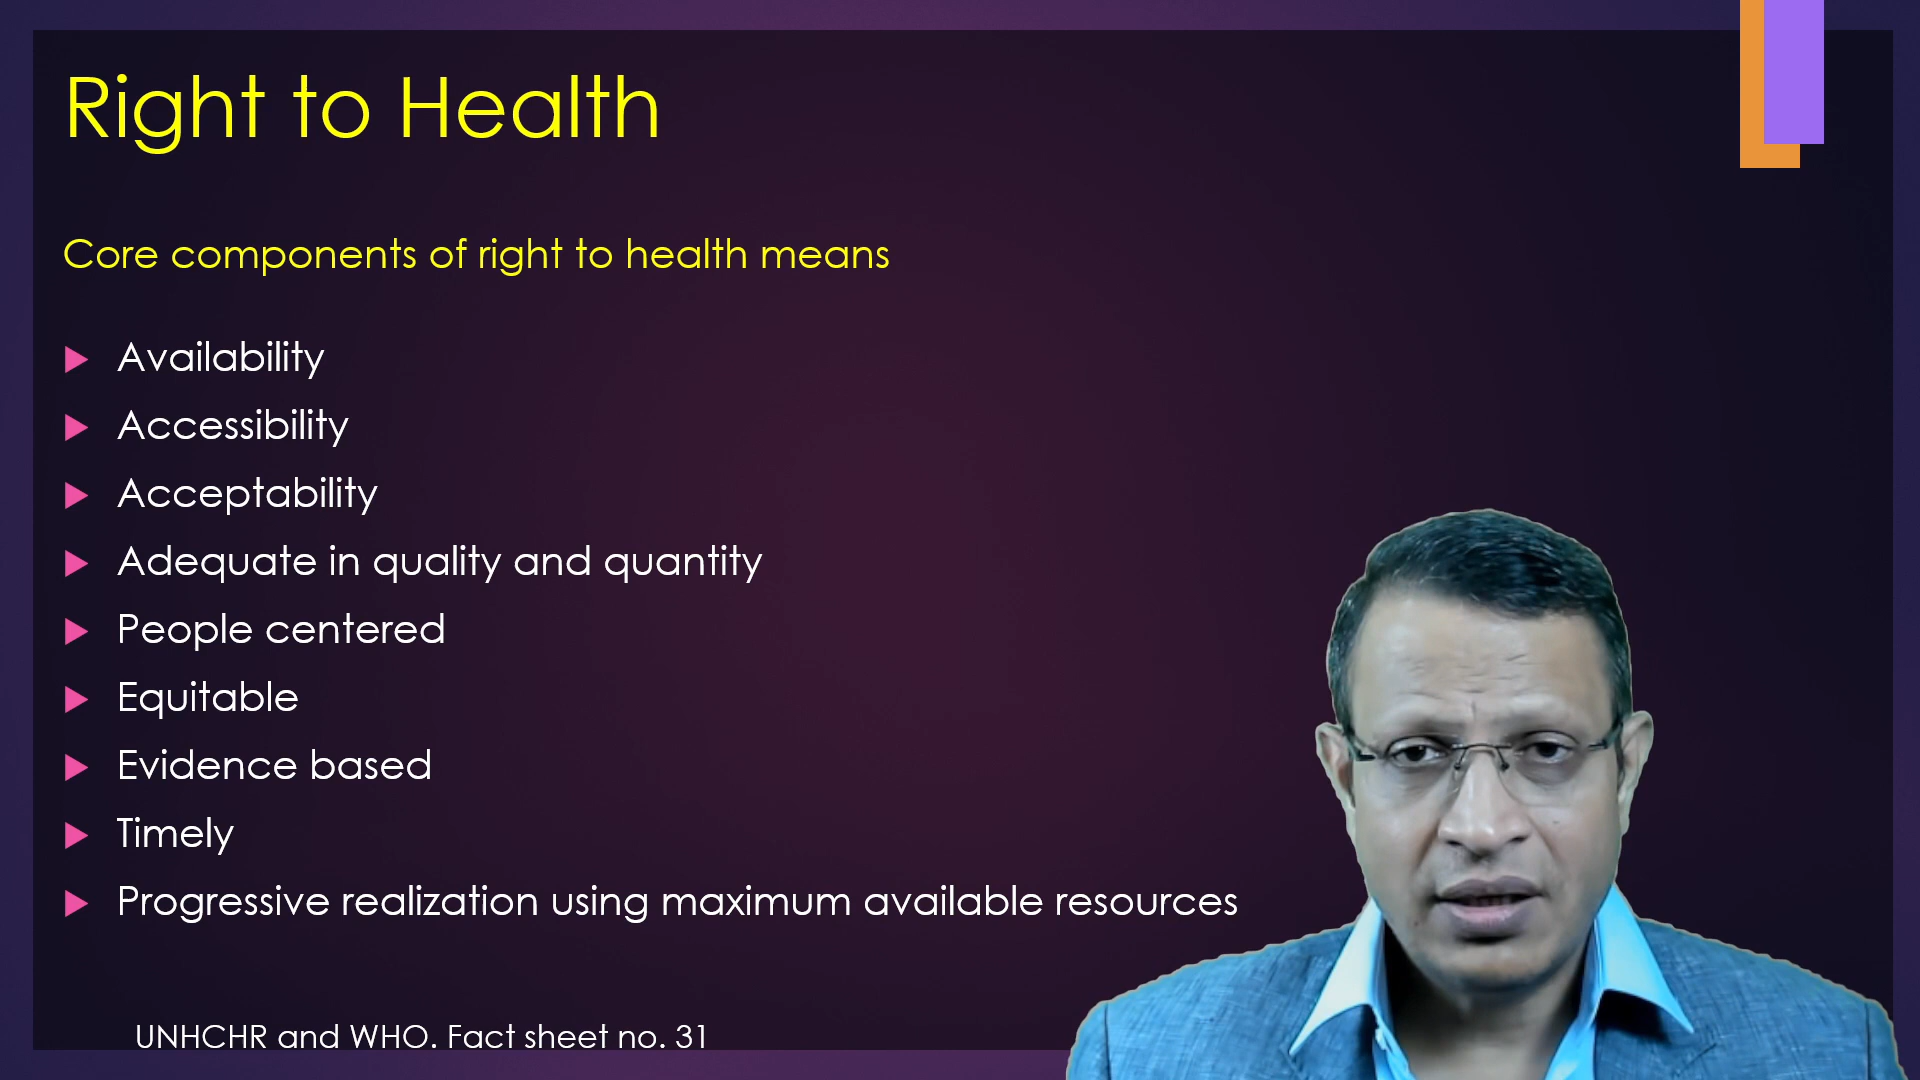 Right to Health
Core components of right to health means
Availability
Accessibility
Acceptability
Adequate in quality and quantity
People centered
Equitable
Evidence based
Timely
Progressive realization using maximum available resources
UNHCHR and WHO. Fact sheet no. 31